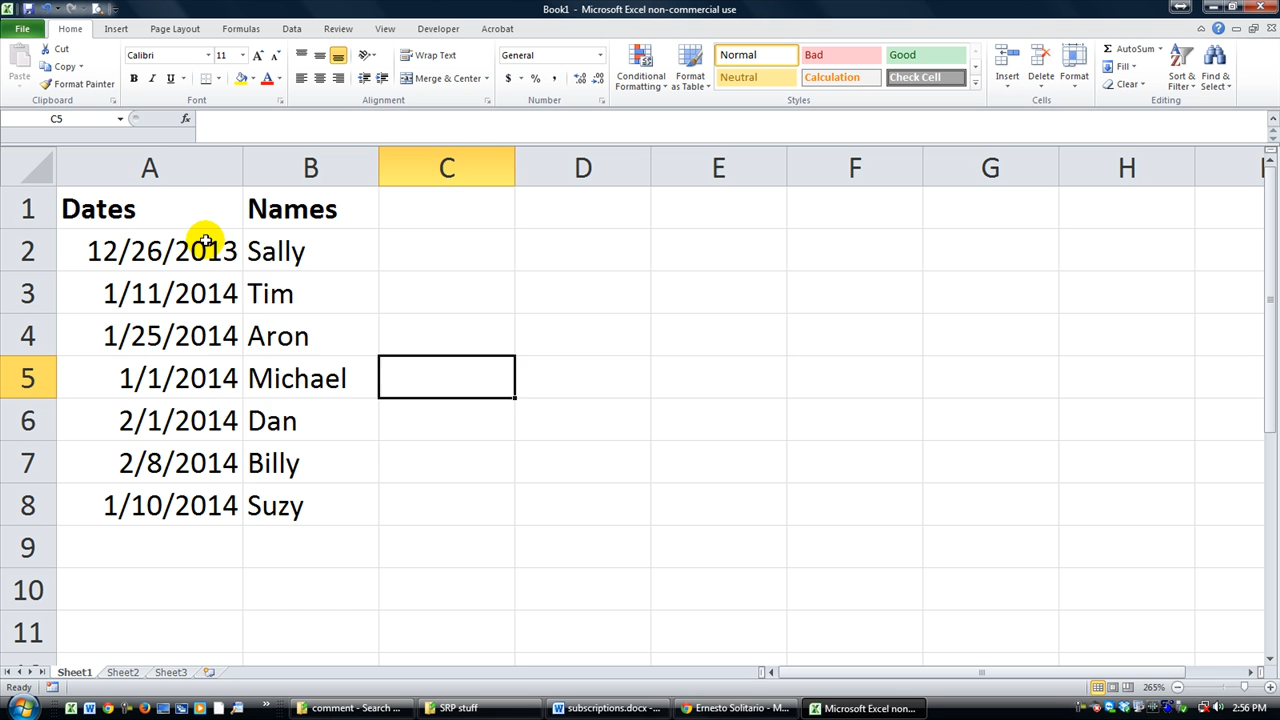 Book1 - Microsoft Excel non-commercial use
File Home Insert Page Layout Formulas Data Review View Developer Acrobat
Paste
Cut
Copy
Format Painter
Clipboard
Calibri 11
B I U
Font
Wrap Text
Merge & Center
Alignment
General
$ % ,
Number
Conditional Formatting
Format as Table
Normal Bad Good
Neutral Calculation Check Cell
Styles
Insert Delete Format
Cells
AutoSum
Fill
Clear
Sort & Filter
Find & Select
Editing
C5 fx
A B C D E F G H
1 Dates Names
2 12/26/2013 Sally
3 1/11/2014 Tim
4 1/25/2014 Aron
5 1/1/2014 Michael
6 2/1/2014 Dan
7 2/8/2014 Billy
8 1/10/2014 Suzy
9
10
11
Sheet1 Sheet2 Sheet3
Ready 265%
comment - Search ... SRP stuff subscriptions.docx -... Ernesto Solitario - M... Microsoft Excel non-... 2:56 PM